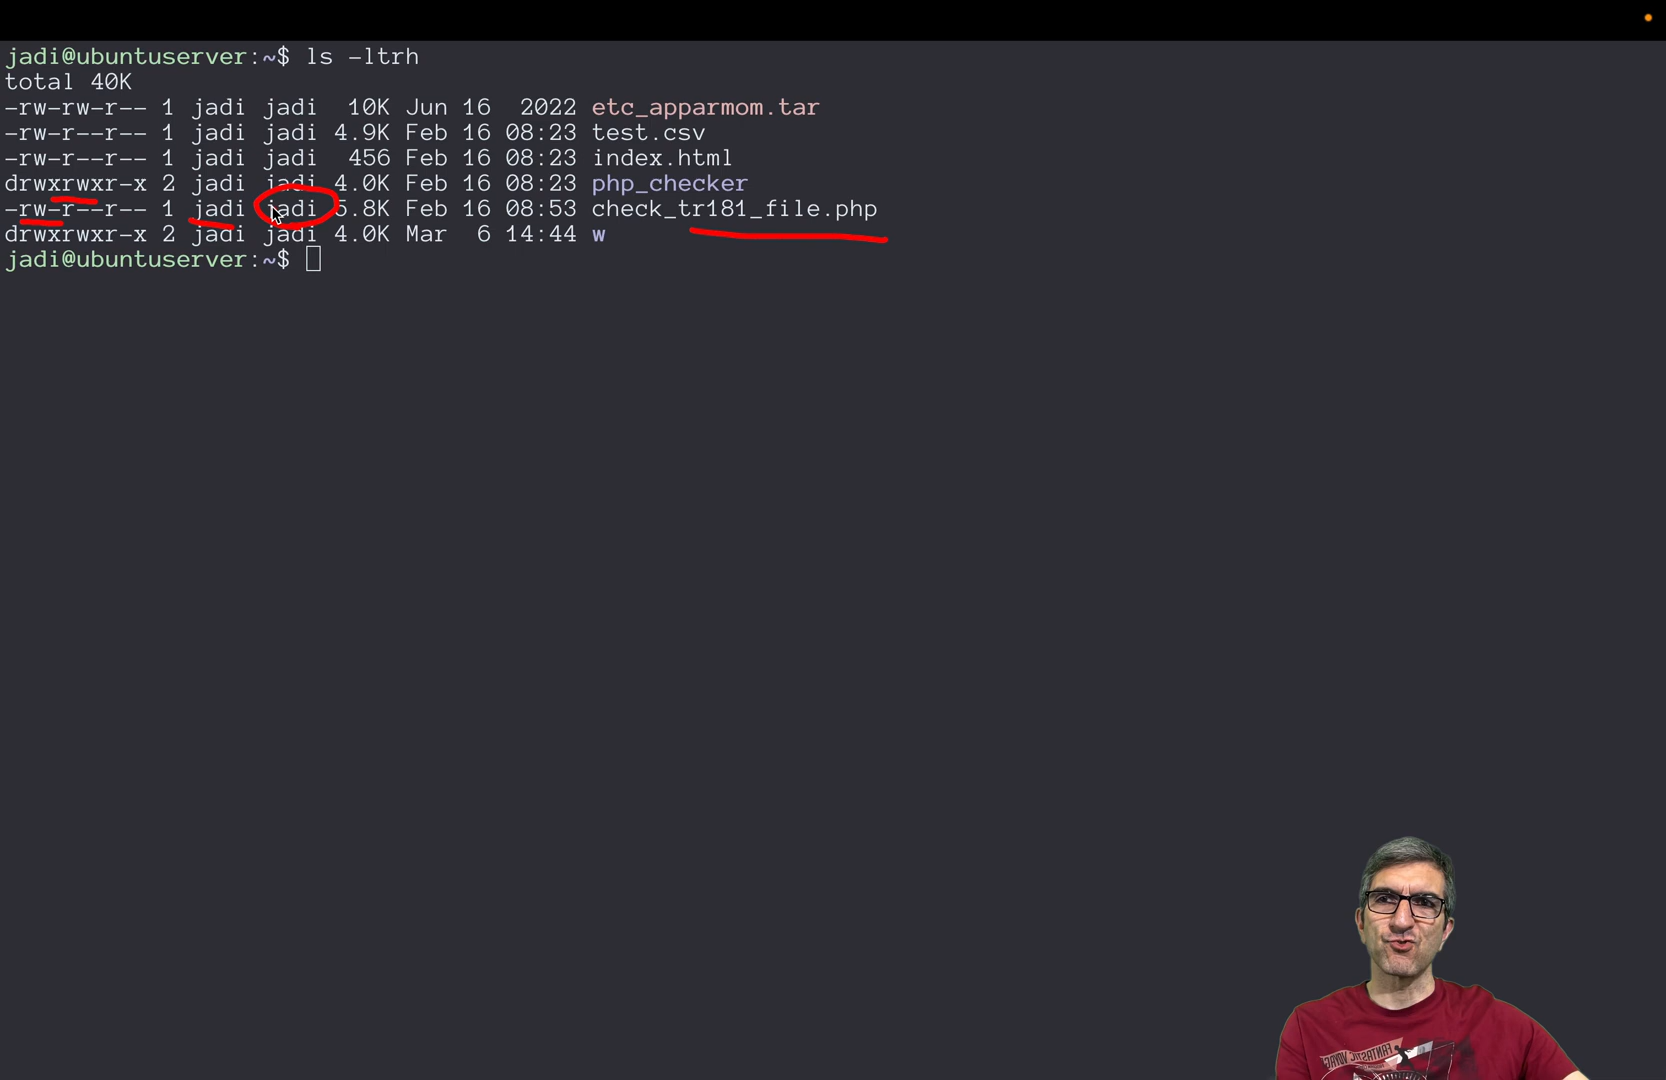 jadi@ubuntuserver:~$ ls -ltrh
total 40K
-rw-rw-r-- 1 jadi jadi  10K Jun 16  2022 etc_apparmom.tar
-rw-r--r-- 1 jadi jadi 4.9K Feb 16 08:23 test.csv
-rw-r--r-- 1 jadi jadi  456 Feb 16 08:23 index.html
drwxrwxr-x 2 jadi jadi 4.0K Feb 16 08:23 php_checker
-rw-r--r-- 1 jadi jadi 5.8K Feb 16 08:53 check_tr181_file.php
drwxrwxr-x 2 jadi jadi 4.0K Mar  6 14:44 w
jadi@ubuntuserver:~$
FANTASTIC VOYAG